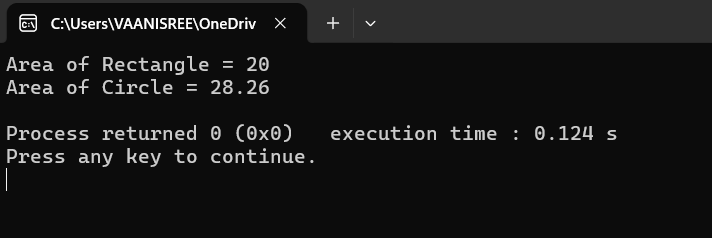 C:\Users\VAANISREE\OneDriv
Area of Rectangle = 20
Area of Circle = 28.26
Process returned 0 (0x0)   execution time : 0.124 s
Press any key to continue.